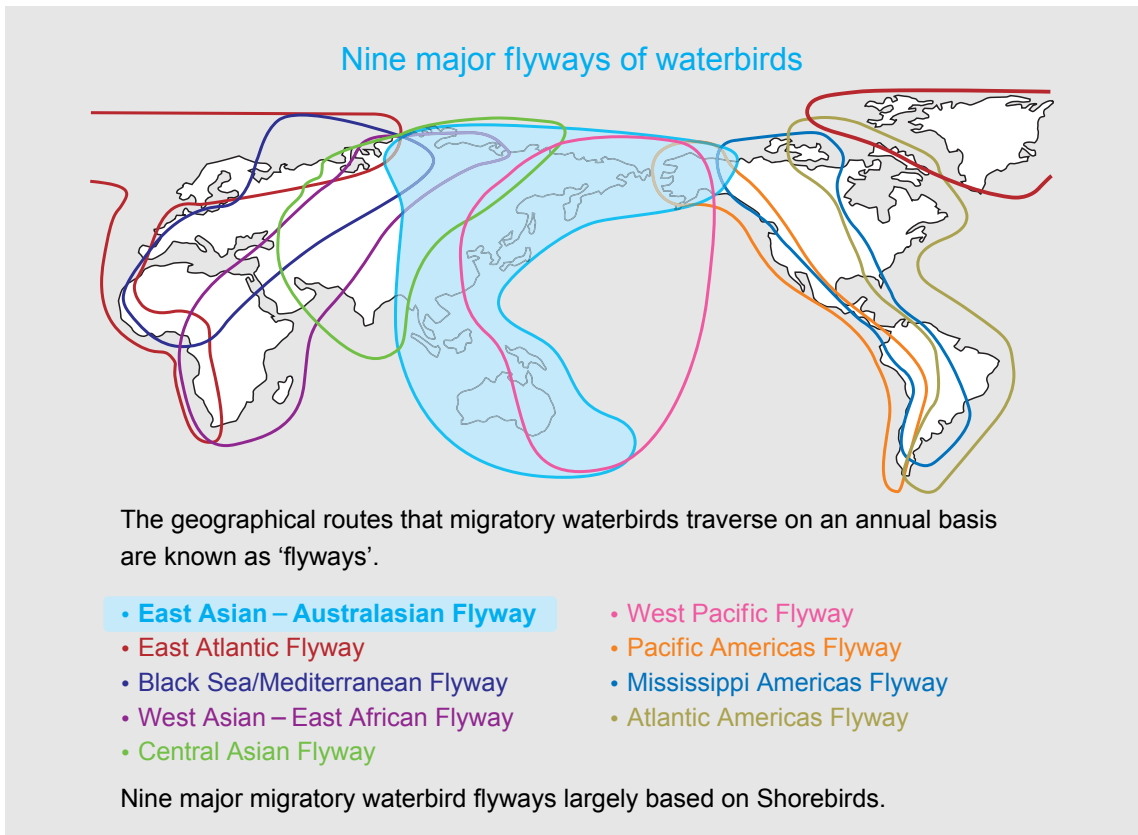 Nine major flyways of waterbirds
The geographical routes that migratory waterbirds traverse on an annual basis
are known as ‘flyways’.
• East Asian – Australasian Flyway
• East Atlantic Flyway
• Black Sea/Mediterranean Flyway
• West Asian – East African Flyway
• Central Asian Flyway
• West Pacific Flyway
• Pacific Americas Flyway
• Mississippi Americas Flyway
• Atlantic Americas Flyway
Nine major migratory waterbird flyways largely based on Shorebirds.